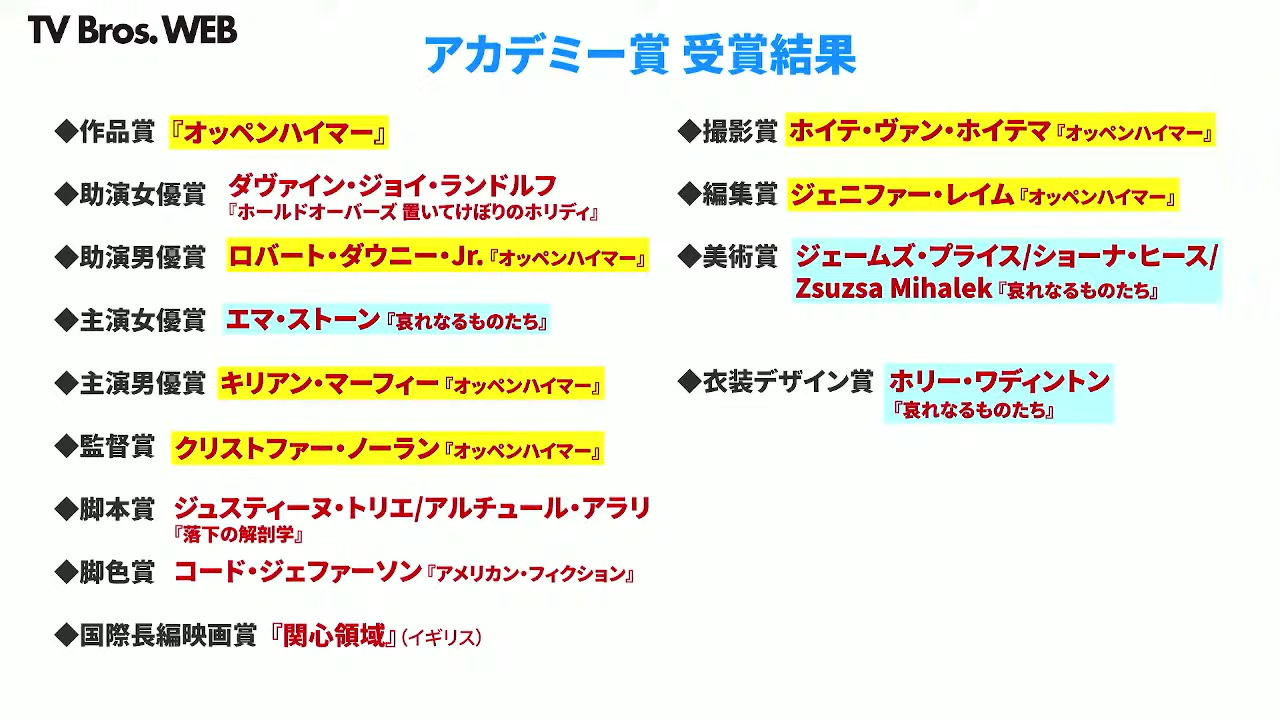 TV Bros. WEB
アカデミー賞 受賞結果
◆作品賞 『オッペンハイマー』
◆助演女優賞 ダヴァイン・ジョイ・ランドルフ
『ホールドオーバーズ 置いてけぼりのホリディ』
◆助演男優賞 ロバート・ダウニー・Jr.『オッペンハイマー』
◆主演女優賞 エマ・ストーン『哀れなるものたち』
◆主演男優賞 キリアン・マーフィー『オッペンハイマー』
◆監督賞 クリストファー・ノーラン『オッペンハイマー』
◆脚本賞 ジュスティーヌ・トリエ/アルチュール・アラリ
『落下の解剖学』
◆脚色賞 コード・ジェファーソン『アメリカン・フィクション』
◆国際長編映画賞 『関心領域』(イギリス)
◆撮影賞 ホイテ・ヴァン・ホイテマ『オッペンハイマー』
◆編集賞 ジェニファー・レイム『オッペンハイマー』
◆美術賞 ジェームズ・プライス/ショーナ・ヒース/
Zsuzsa Mihalek『哀れなるものたち』
◆衣装デザイン賞 ホリー・ワディントン
『哀れなるものたち』